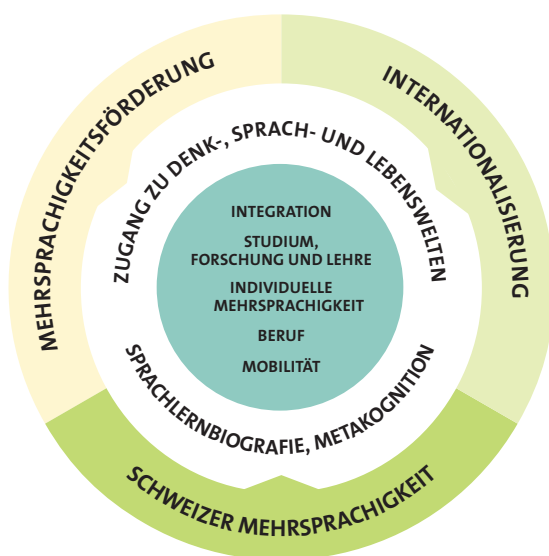 MEHRSPRACHIGKEITSFÖRDERUNG
INTERNATIONALISIERUNG
ZUGANG ZU DENK-, SPRACH- UND LEBENSWELTEN
INTEGRATION
STUDIUM,
FORSCHUNG UND LEHRE
INDIVIDUELLE
MEHRSPRACHIGKEIT
BERUF
MOBILITÄT
SPRACHLERNBIOGRAFIE, METAKOGNITION
SCHWEIZER MEHRSPRACHIGKEIT